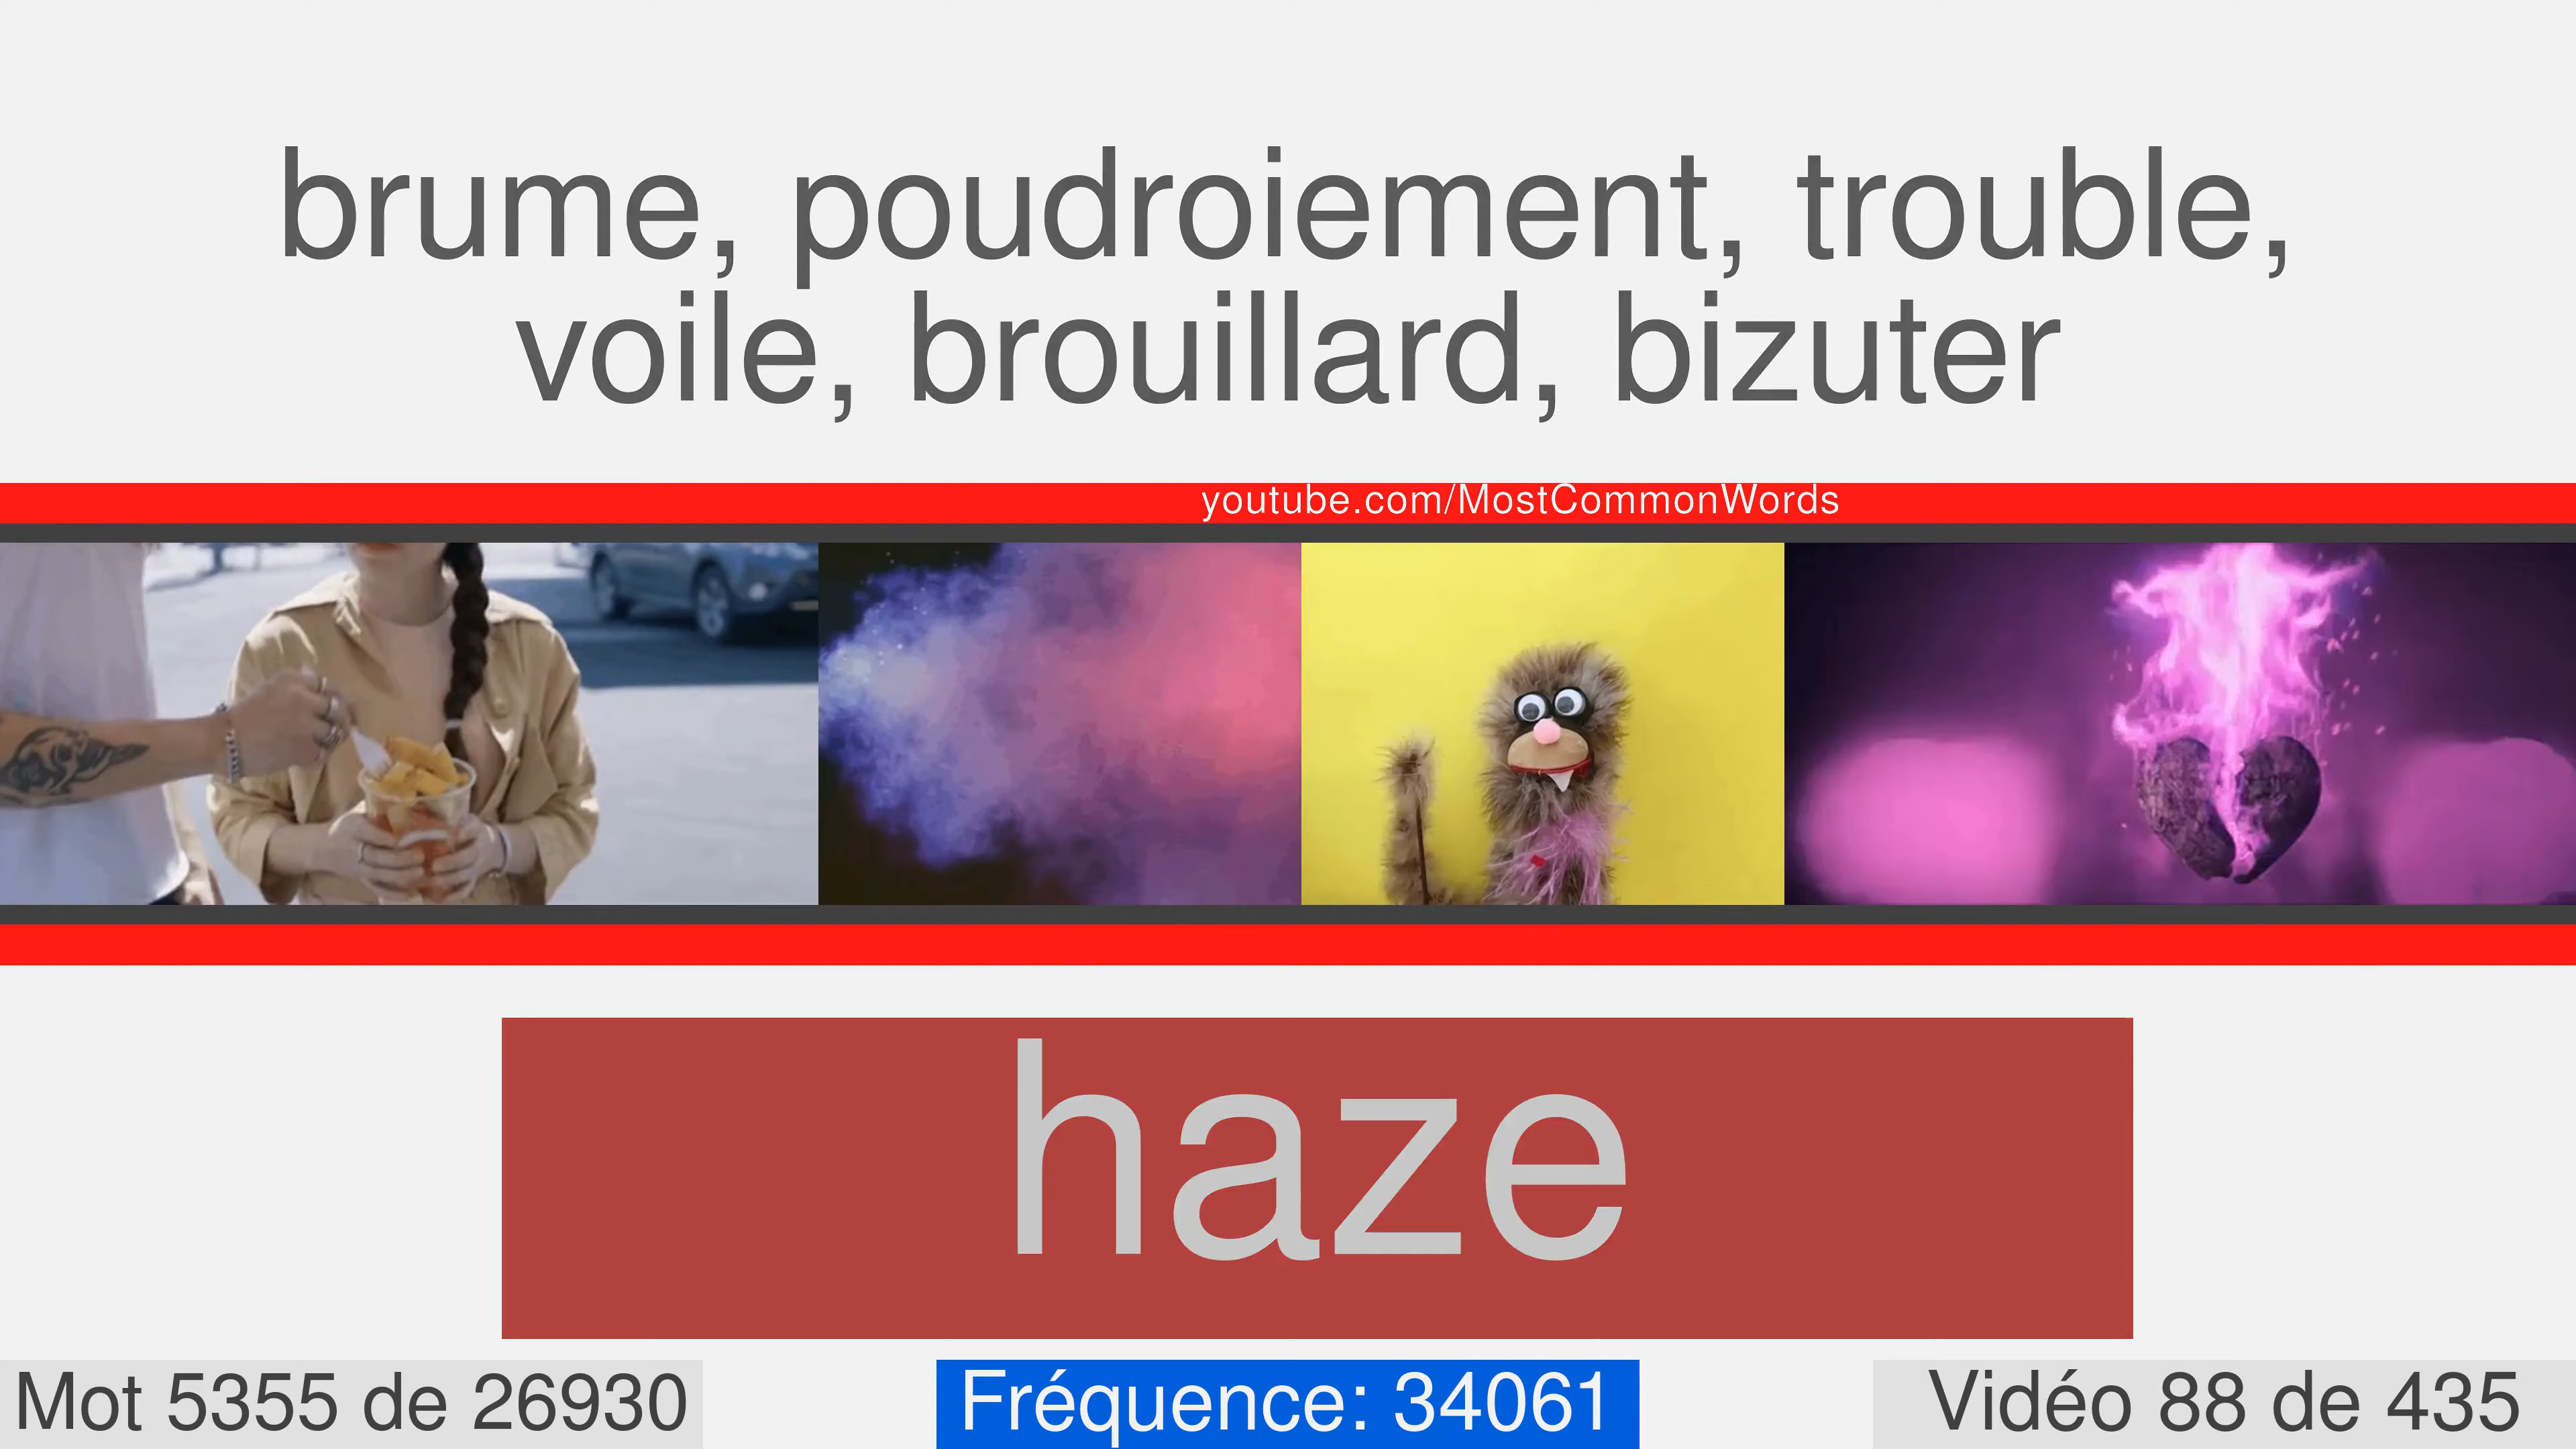 brume, poudroiement, trouble,
voile, brouillard, bizuter
youtube.com/MostCommonWords
haze
Mot 5355 de 26930
Fréquence: 34061
Vidéo 88 de 435